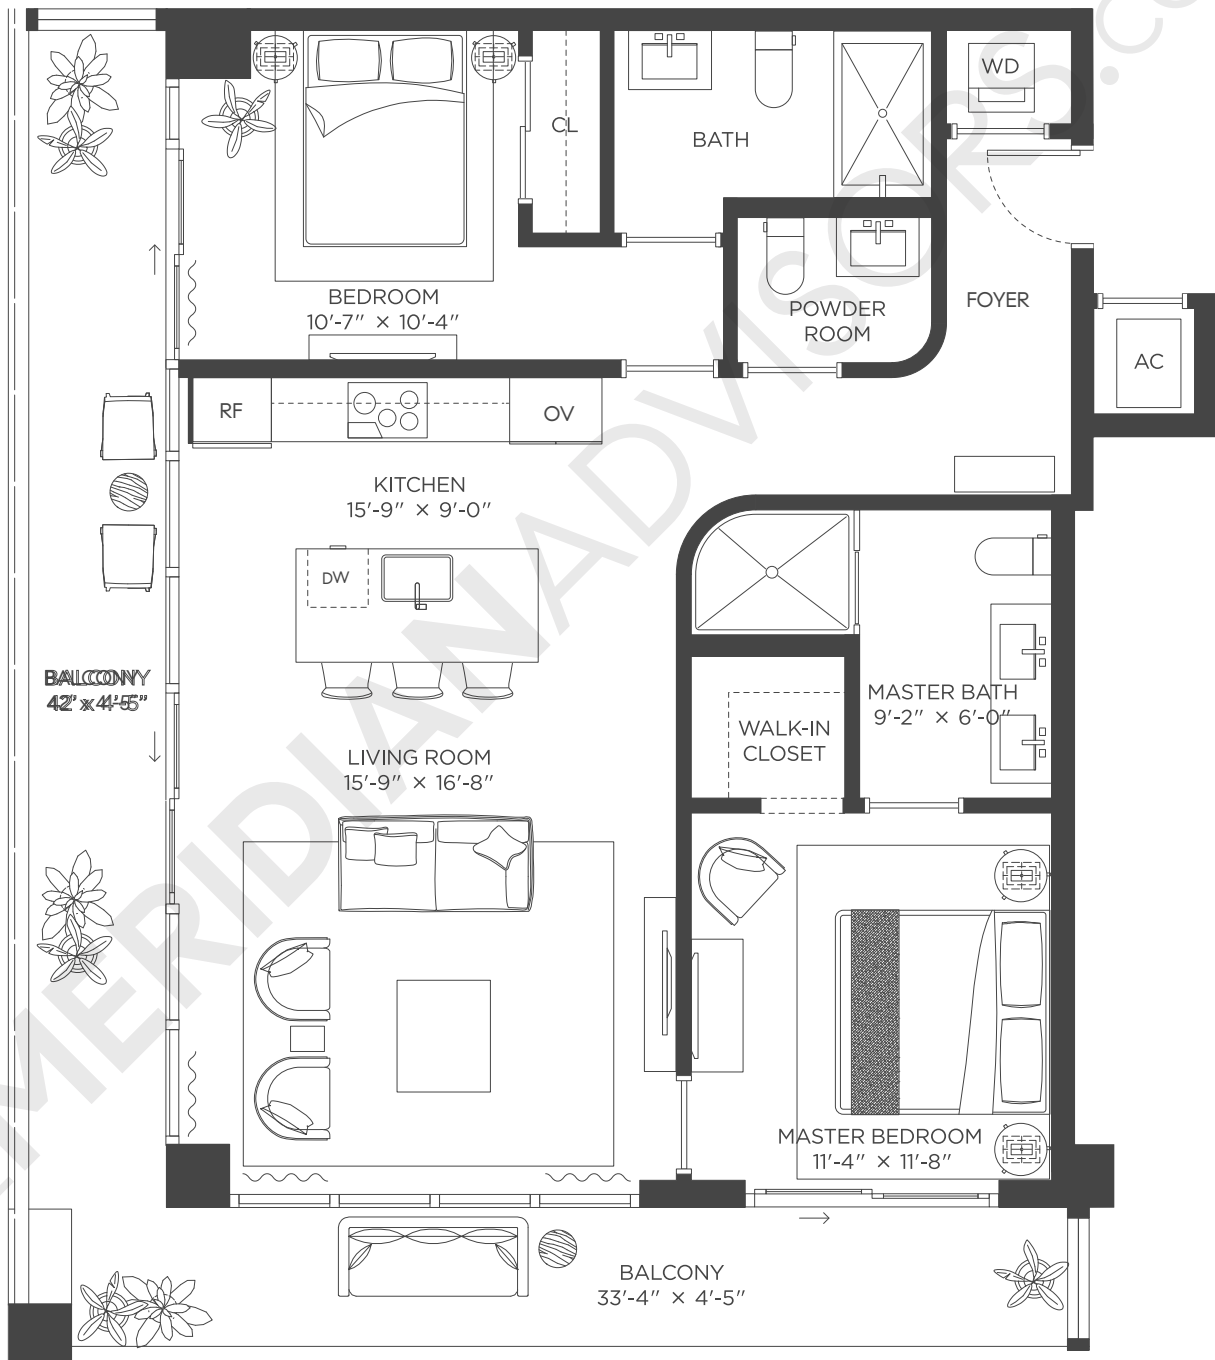 WD
CL
BATH
BEDROOM
10'-7" × 10'-4"
POWDER
ROOM
FOYER
AC
RF
OV
KITCHEN
15'-9" × 9'-0"
DW
BALCONY
MASTER BATH
9'-2" × 6'-0"
WALK-IN
CLOSET
LIVING ROOM
15'-9" × 16'-8"
MASTER BEDROOM
11'-4" × 11'-8"
BALCONY
33'-4" × 4'-5"